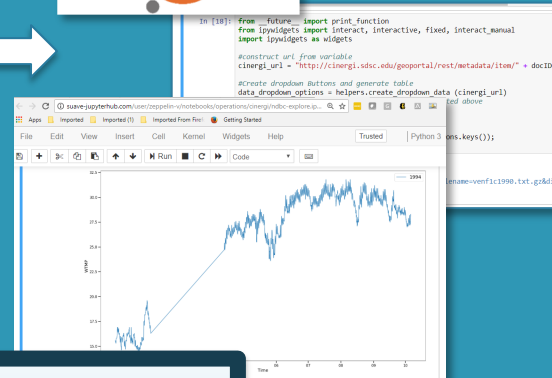 In [18]: from __future__ import print_function
from ipywidgets import interact, interactive, fixed, interact_manual
import ipywidgets as widgets
#construct url from variable
cinergi_url = "http://cinergi.sdsc.edu/geoportal/rest/metadata/item/" + docID
#Create dropdown Buttons and generate table
data_dropdown_options = helpers.create_dropdown_data (cinergi_url)
ted above
ons.keys());
lename=venf1c1990.txt.gz&di
suave-jupyterhub.com/user/zeppelin-v/notebooks/operations/cinergi/ndbc-explore.ip...
Apps Imported Imported (1) Imported From Firef Getting Started
File Edit View Insert Cell Kernel Widgets Help Trusted Python 3
Run Code
1994
32.5
30.0
27.5
25.0
22.5
20.0
17.5
15.0
WTMP
06 07 08 09
Time